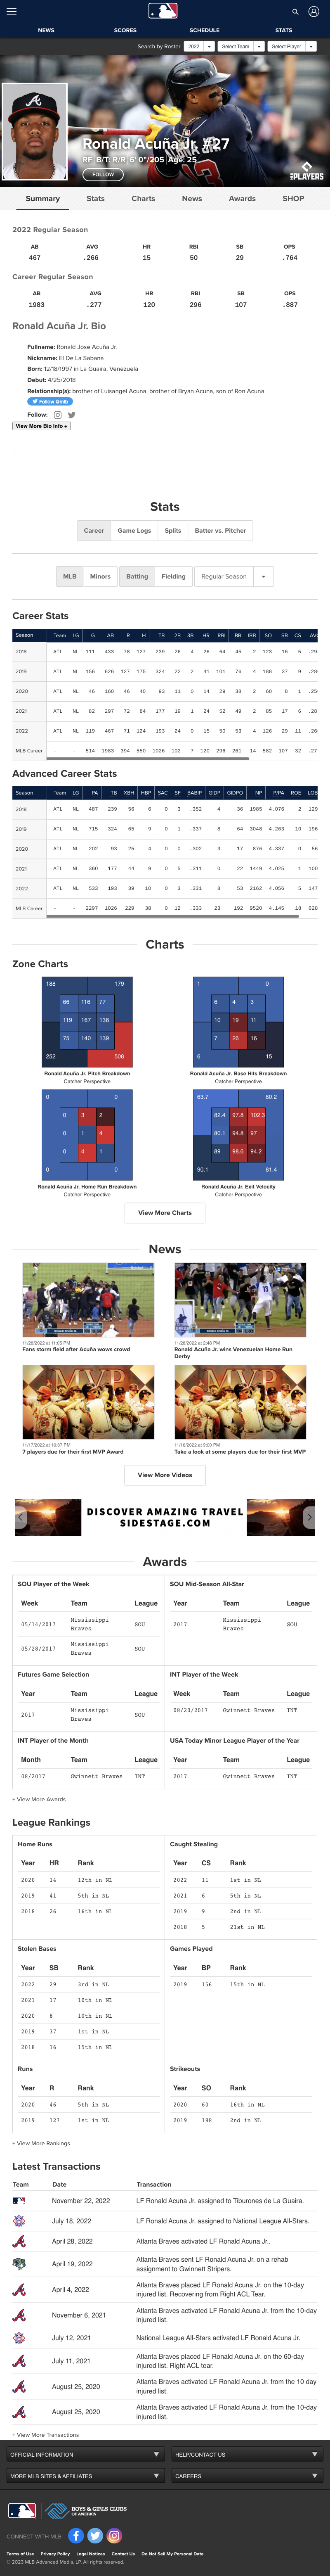 NEWS SCORES SCHEDULE STATS
Search by Roster 2022 Select Team Select Player
Ronald Acuña Jr. #27
RF B/T: R/R 6' 0"/205 Age: 25
FOLLOW
PLAYERS
Summary Stats Charts News Awards SHOP
2022 Regular Season
AB AVG HR RBI SB OPS
467 .266 15 50 29 .764
Career Regular Season
AB AVG HR RBI SB OPS
1983 .277 120 296 107 .887
Ronald Acuña Jr. Bio
Fullname: Ronald Jose Acuña Jr.
Nickname: El De La Sabana
Born: 12/18/1997 in La Guaira, Venezuela
Debut: 4/25/2018
Relationship(s): brother of Luisangel Acuna, brother of Bryan Acuna, son of Ron Acuna
Follow @mlb
Follow:
View More Bio Info +
Stats
Career Game Logs Splits Batter vs. Pitcher
MLB Minors Batting Fielding Regular Season
Career Stats
Season Team LG G AB R H TB 2B 3B HR RBI BB IBB SO SB CS AV
2018 ATL NL 111 433 78 127 239 26 4 26 64 45 2 123 16 5 .29
2019 ATL NL 156 626 127 175 324 22 2 41 101 76 4 188 37 9 .28
2020 ATL NL 46 160 46 40 93 11 0 14 29 38 2 60 8 1 .25
2021 ATL NL 82 297 72 84 177 19 1 24 52 49 2 85 17 6 .28
2022 ATL NL 119 467 71 124 193 24 0 15 50 53 4 126 29 11 .26
MLB Career - - 514 1983 394 550 1026 102 7 120 296 261 14 582 107 32 .27
Advanced Career Stats
Season Team LG PA TB XBH HBP SAC SF BABIP GIDP GIDPO NP P/PA ROE LOB
2018 ATL NL 487 239 56 6 0 3 .352 4 36 1985 4.076 2 129
2019 ATL NL 715 324 65 9 0 1 .337 8 64 3048 4.263 10 196
2020 ATL NL 202 93 25 4 0 0 .302 3 17 876 4.337 0 56
2021 ATL NL 360 177 44 9 0 5 .311 0 22 1449 4.025 1 100
2022 ATL NL 533 193 39 10 0 3 .331 8 53 2162 4.056 5 147
MLB Career - - 2297 1026 229 38 0 12 .333 23 192 9520 4.145 18 628
Charts
Zone Charts
188 179
66 116 77
119 167 136
75 140 139
252 508
Ronald Acuña Jr. Pitch Breakdown
Catcher Perspective
1 0
6 4 3
10 19 11
7 26 16
6 15
Ronald Acuña Jr. Base Hits Breakdown
Catcher Perspective
0 0
0 3 2
0 1 4
0 4 1
0 0
Ronald Acuña Jr. Home Run Breakdown
Catcher Perspective
63.7 80.2
82.4 97.8 102.3
80.1 94.8 97
89 98.6 94.2
90.1 81.4
Ronald Acuña Jr. Exit Velocity
Catcher Perspective
View More Charts
News
11/28/2022 at 11:05 PM
Fans storm field after Acuña wows crowd
11/28/2022 at 2:48 PM
Ronald Acuña Jr. wins Venezuelan Home Run
Derby
MVP
11/17/2022 at 10:37 PM
7 players due for their first MVP Award
MVP
11/16/2022 at 9:00 PM
Take a look at some players due for their first MVP
View More Videos
DISCOVER AMAZING TRAVEL
SIDESTAGE.COM
Awards
SOU Player of the Week
Week Team League
05/14/2017 Mississippi Braves SOU
05/28/2017 Mississippi Braves SOU
SOU Mid-Season All-Star
Year Team League
2017 Mississippi Braves SOU
Futures Game Selection
Year Team League
2017 Mississippi Braves SOU
INT Player of the Week
Week Team League
08/20/2017 Gwinnett Braves INT
INT Player of the Month
Month Team League
08/2017 Gwinnett Braves INT
USA Today Minor League Player of the Year
Year Team League
2017 Gwinnett Braves INT
+ View More Awards
League Rankings
Home Runs
Year HR Rank
2020 14 12th in NL
2019 41 5th in NL
2018 26 16th in NL
Caught Stealing
Year CS Rank
2022 11 1st in NL
2021 6 5th in NL
2019 9 2nd in NL
2018 5 21st in NL
Stolen Bases
Year SB Rank
2022 29 3rd in NL
2021 17 10th in NL
2020 8 10th in NL
2019 37 1st in NL
2018 16 15th in NL
Games Played
Year BP Rank
2019 156 15th in NL
Runs
Year R Rank
2020 46 5th in NL
2019 127 1st in NL
Strikeouts
Year SO Rank
2020 60 16th in NL
2019 188 2nd in NL
+ View More Rankings
Latest Transactions
Team Date Transaction
November 22, 2022 LF Ronald Acuna Jr. assigned to Tiburones de La Guaira.
July 18, 2022 LF Ronald Acuna Jr. assigned to National League All-Stars.
April 28, 2022 Atlanta Braves activated LF Ronald Acuna Jr..
April 19, 2022 Atlanta Braves sent LF Ronald Acuna Jr. on a rehab
assignment to Gwinnett Stripers.
April 4, 2022 Atlanta Braves placed LF Ronald Acuna Jr. on the 10-day
injured list. Recovering from Right ACL Tear.
November 6, 2021 Atlanta Braves activated LF Ronald Acuna Jr. from the 10-day
injured list.
July 12, 2021 National League All-Stars activated LF Ronald Acuna Jr.
July 11, 2021 Atlanta Braves placed LF Ronald Acuna Jr. on the 60-day
injured list. Right ACL tear.
August 25, 2020 Atlanta Braves activated LF Ronald Acuna Jr. from the 10 day
injured list.
August 25, 2020 Atlanta Braves activated LF Ronald Acuna Jr. from the 10-day
injured list.
+ View More Transactions
OFFICIAL INFORMATION HELP/CONTACT US
MORE MLB SITES & AFFILIATES CAREERS
BOYS & GIRLS CLUBS
OF AMERICA
CONNECT WITH MLB
Terms of Use Privacy Policy Legal Notices Contact Us Do Not Sell My Personal Data
© 2023 MLB Advanced Media, LP. All rights reserved.